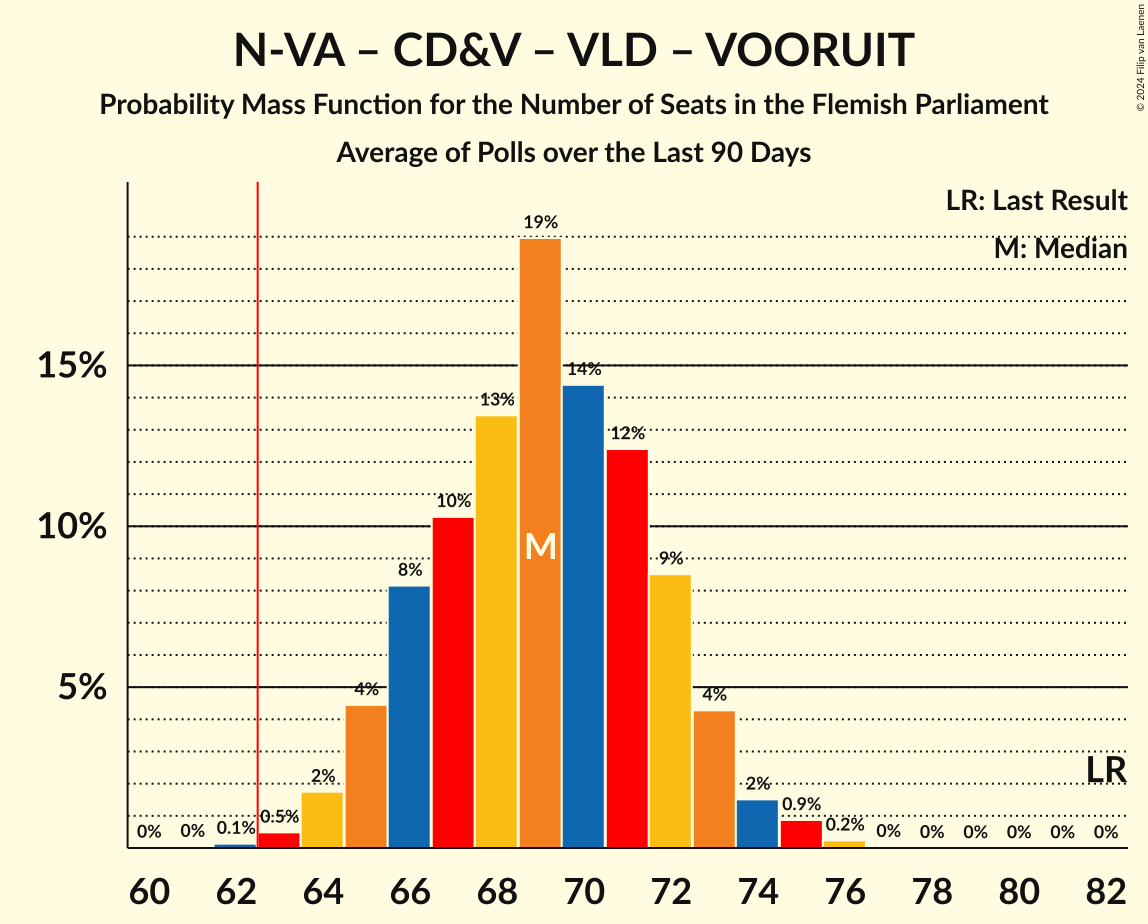 N-VA – CD&V – VLD – VOORUIT
Probability Mass Function for the Number of Seats in the Flemish Parliament
Average of Polls over the Last 90 Days
© 2024 Filip van Laenen
LR: Last Result
M: Median
15%
10%
5%
0%
0%
0.1%
0.5%
2%
4%
8%
10%
13%
19%
14%
12%
9%
4%
2%
0.9%
0.2%
0%
0%
0%
0%
0%
0%
M
LR
60 62 64 66 68 70 72 74 76 78 80 82